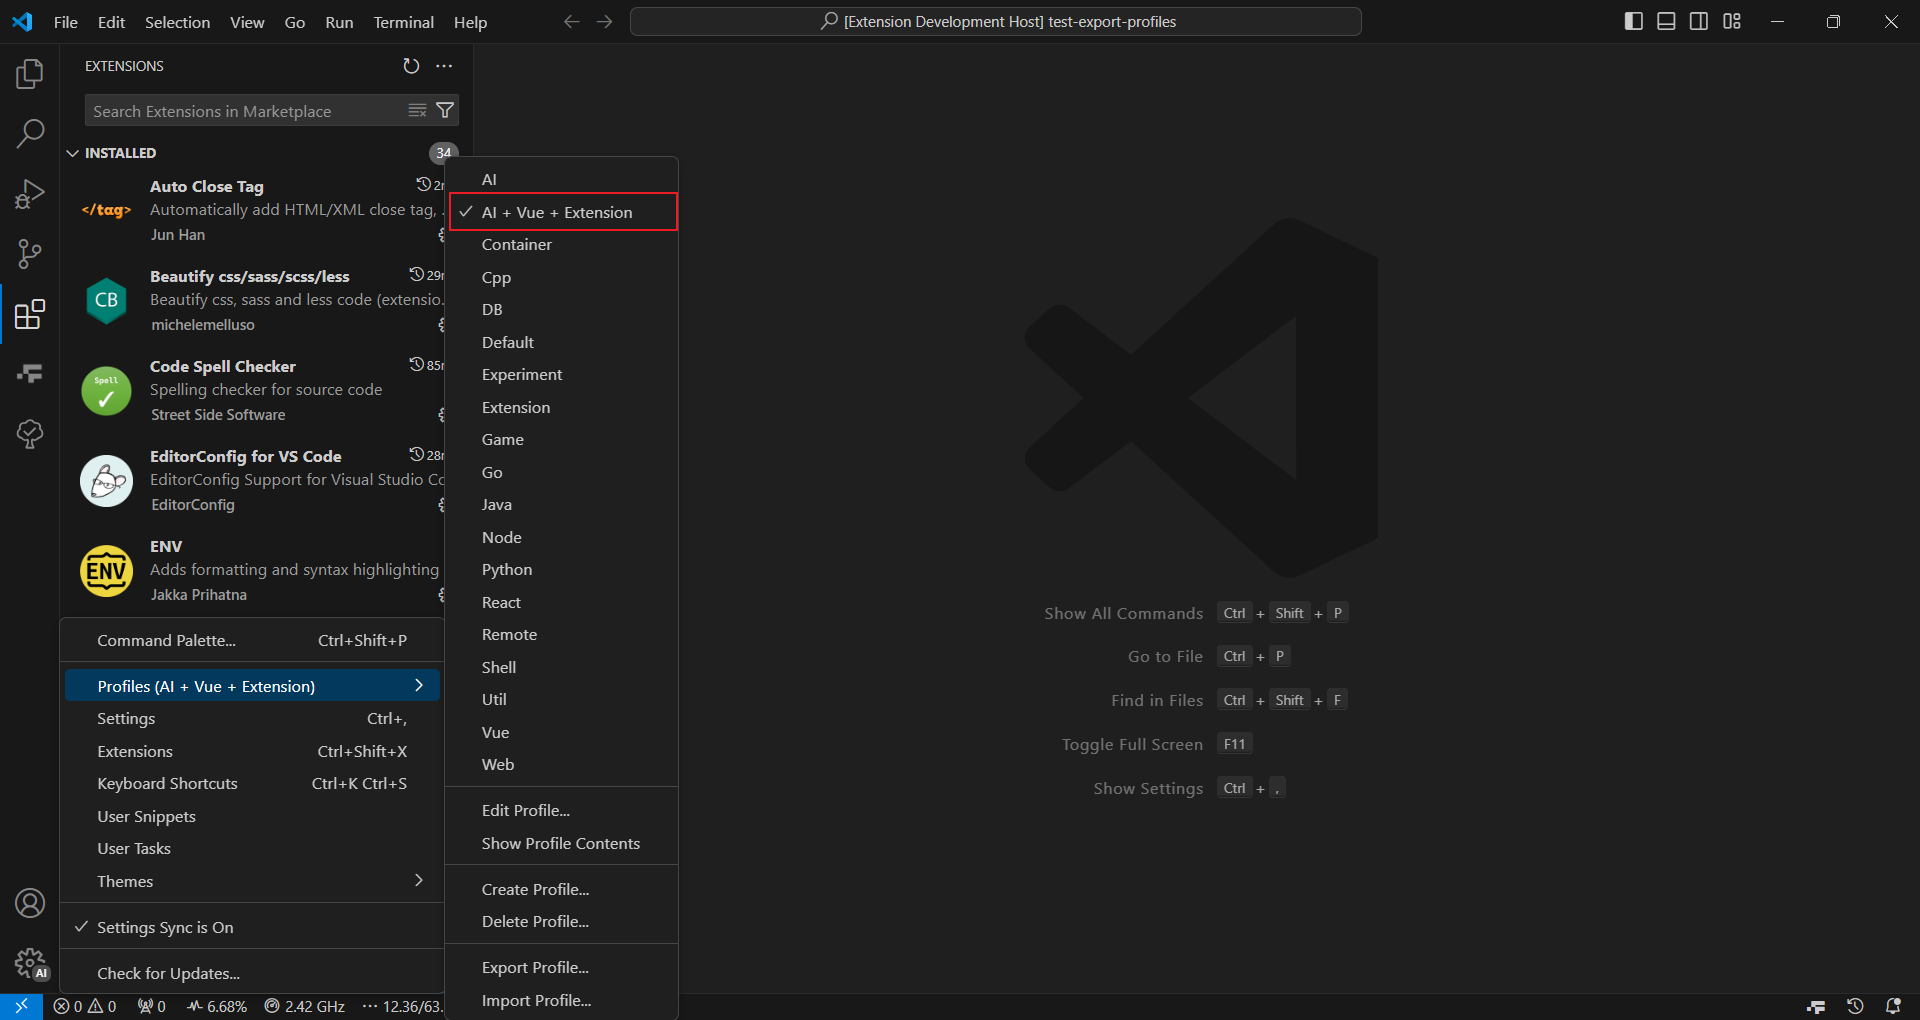 File Edit Selection View Go Run Terminal Help
[Extension Development Host] test-export-profiles
EXTENSIONS
Search Extensions in Marketplace
INSTALLED 34
Auto Close Tag
</tag>
Automatically add HTML/XML close tag, .
Jun Han
Beautify css/sass/scss/less 29
CB
Beautify css, sass and less code (extensio...
michelemelluso
Code Spell Checker 85
Spell
Spelling checker for source code
Street Side Software
EditorConfig for VS Code 28
EditorConfig Support for Visual Studio
EditorConfig
ENV
ENV
Adds formatting and syntax highlighting
Jakka Prihatna
Command Palette... Ctrl+Shift+P
Profiles (AI + Vue + Extension)
Settings Ctrl+,
Extensions Ctrl+Shift+X
Keyboard Shortcuts Ctrl+K Ctrl+S
User Snippets
User Tasks
Themes
Settings Sync is On
Check for Updates...
AI
AI
AI + Vue + Extension
Container
Cpp
DB
Default
Experiment
Extension
Game
Go
Java
Node
Python
React
Remote
Shell
Util
Vue
Web
Edit Profile...
Show Profile Contents
Create Profile...
Delete Profile...
Export Profile...
Import Profile...
Show All Commands Ctrl + Shift + P
Go to File Ctrl + P
Find in Files Ctrl + Shift + F
Toggle Full Screen F11
Show Settings Ctrl + ,
0 0 0 6.68% 2.42 GHz 12.36/63.